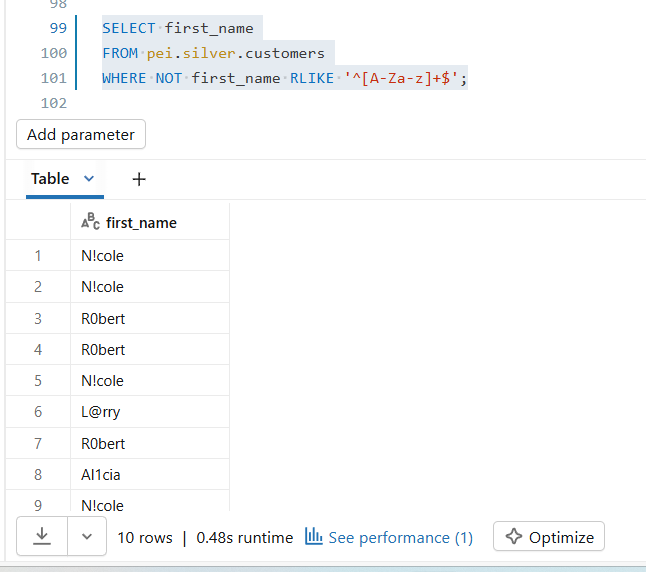 98
99 SELECT first_name
100 FROM pei.silver.customers
101 WHERE NOT first_name RLIKE '^[A-Za-z]+$';
102
Add parameter
Table +
ABC first_name
1 N!cole
2 N!cole
3 R0bert
4 R0bert
5 N!cole
6 L@rry
7 R0bert
8 Al1cia
9 N!cole
10 rows | 0.48s runtime See performance (1) Optimize